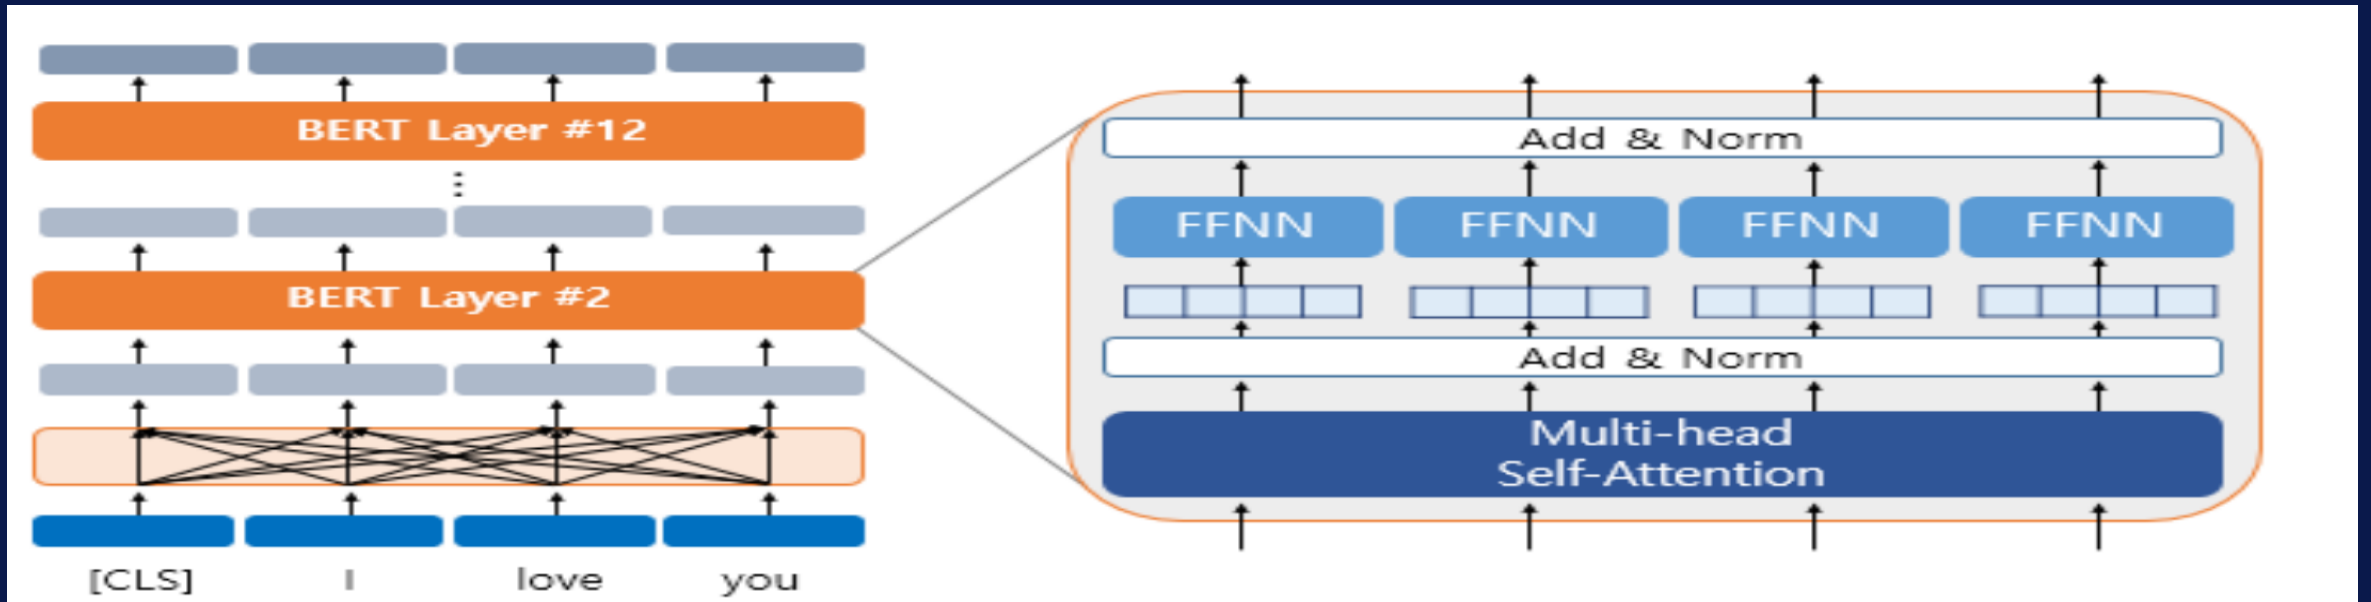 BERT Layer #12
BERT Layer #2
[CLS] I love you
Add & Norm
FFNN FFNN FFNN FFNN
Add & Norm
Multi-head
Self-Attention